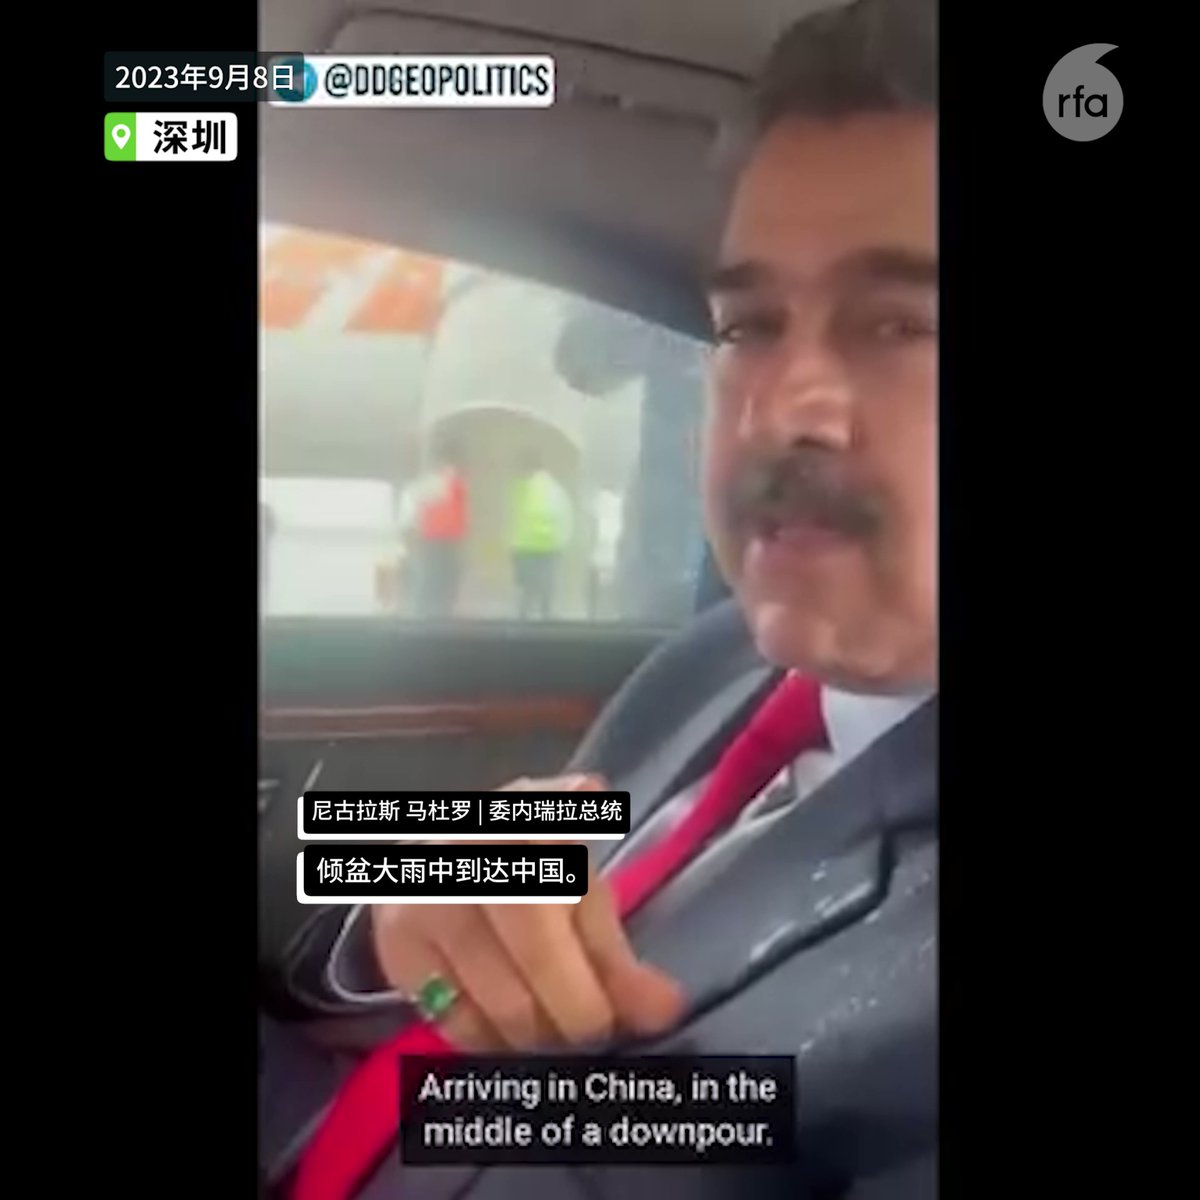 2023年9月8日
@DDGEOPOLITICS
深圳
rfa
尼古拉斯 马杜罗 | 委内瑞拉总统
倾盆大雨中到达中国。
Arriving in China, in the
middle of a downpour.